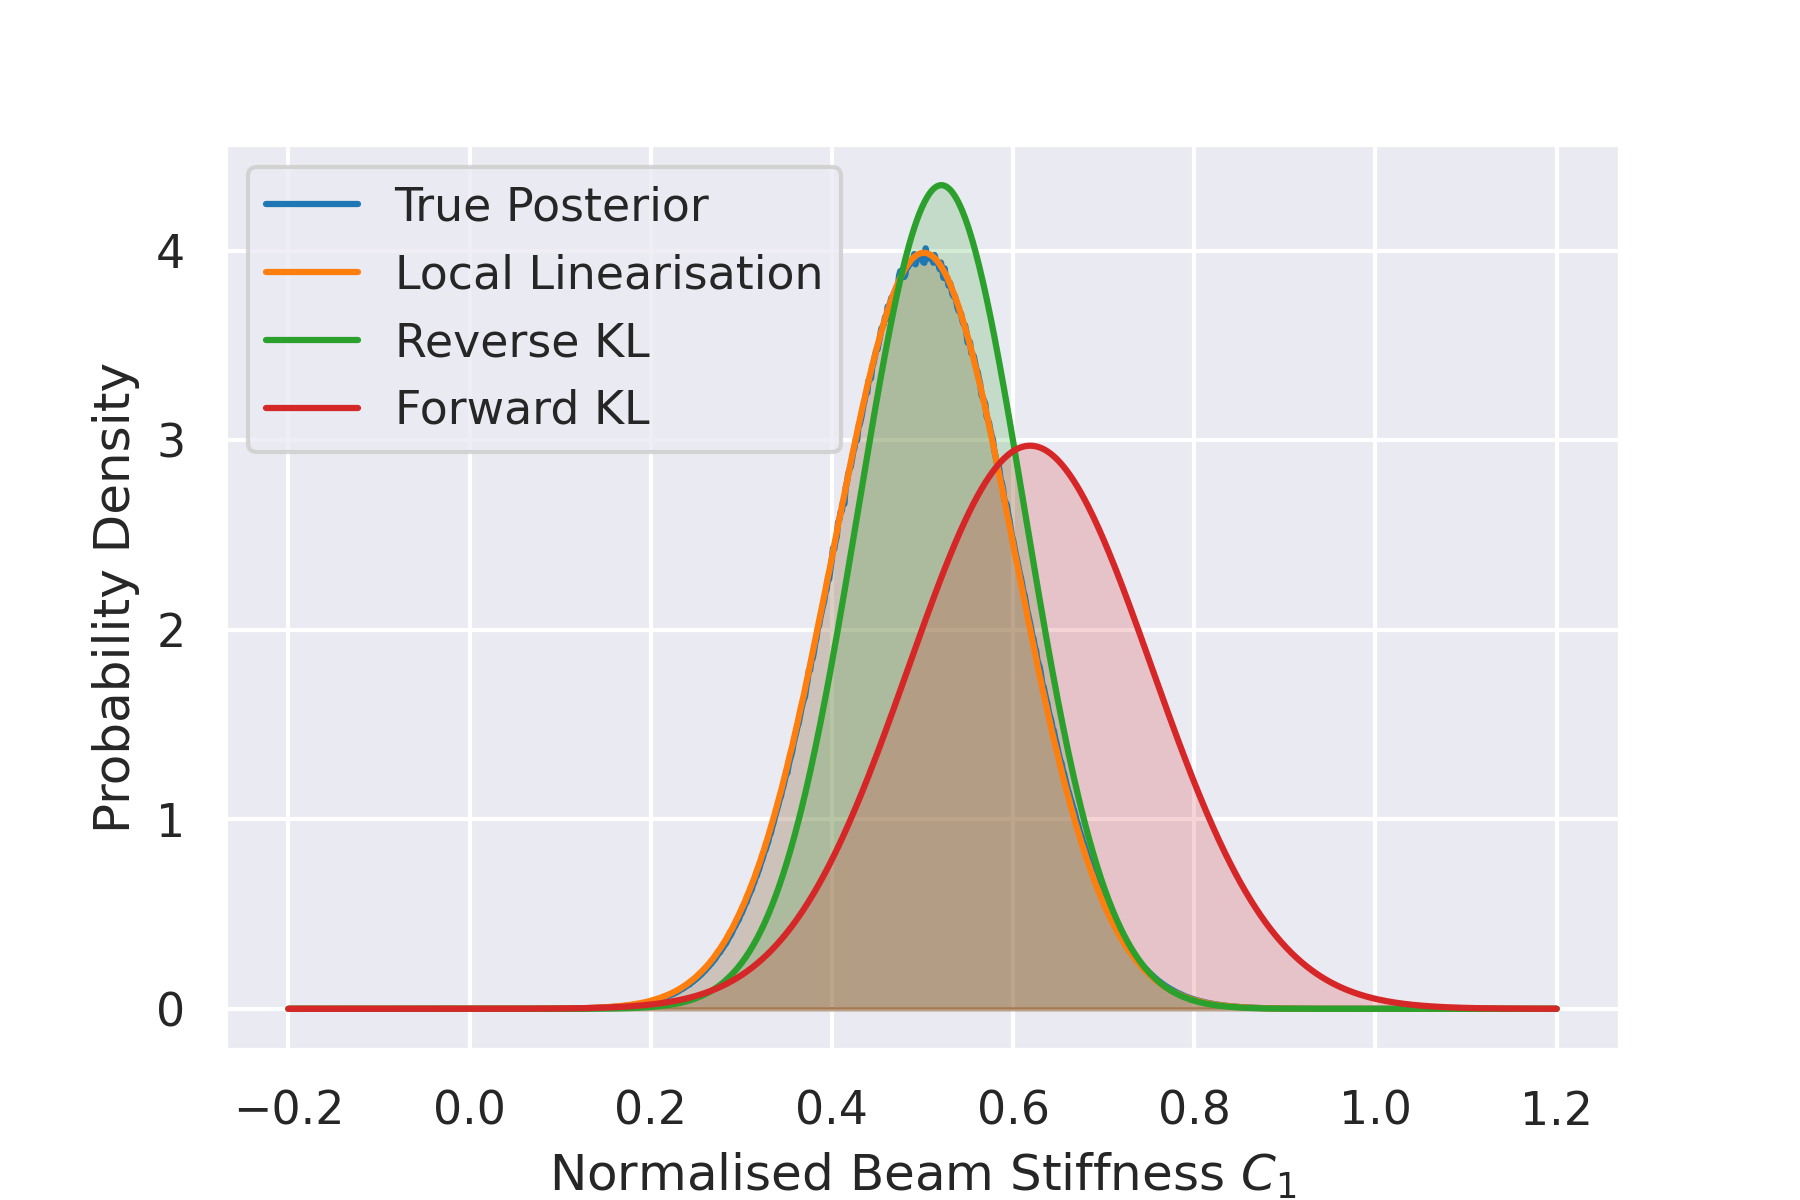 True Posterior
Local Linearisation
Reverse KL
Forward KL
Probability Density
4
3
2
1
0
−0.2 0.0 0.2 0.4 0.6 0.8 1.0 1.2
Normalised Beam Stiffness C₁